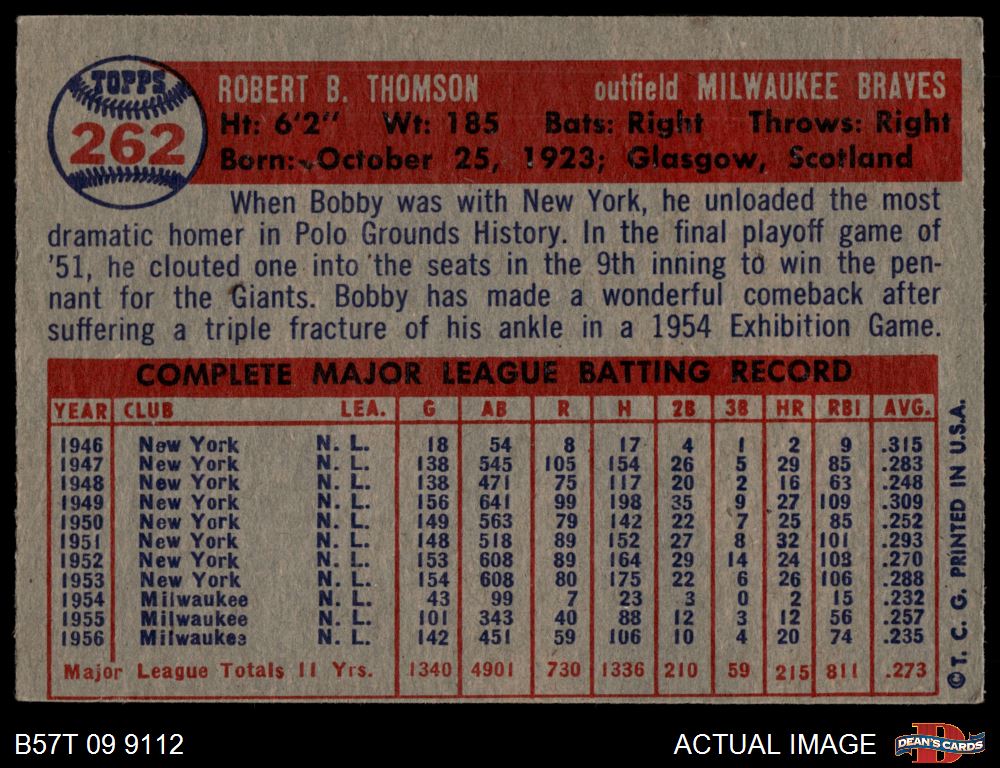 TOPPS
262
ROBERT B. THOMSON outfield MILWAUKEE BRAVES
Ht: 6'2" Wt: 185 Bats: Right Throws: Right
Born: October 25, 1923; Glasgow, Scotland
When Bobby was with New York, he unloaded the most
dramatic homer in Polo Grounds History. In the final playoff game of
'51, he clouted one into the seats in the 9th inning to win the pen-
nant for the Giants. Bobby has made a wonderful comeback after
suffering a triple fracture of his ankle in a 1954 Exhibition Game.
COMPLETE MAJOR LEAGUE BATTING RECORD
YEAR CLUB LEA. G AB R H 2B 3B HR RBI AVG.
1946 New York N. L. 18 54 8 17 4 1 2 9 .315
1947 New York N. L. 138 545 105 154 26 5 29 85 .283
1948 New York N. L. 138 471 75 117 20 2 16 63 .248
1949 New York N. L. 156 641 99 198 35 9 27 109 .309
1950 New York N. L. 149 563 79 142 22 7 25 85 .252
1951 New York N. L. 148 518 89 152 27 8 32 101 .293
1952 New York N. L. 153 608 89 164 29 14 24 108 .270
1953 New York N. L. 154 608 80 175 22 6 26 106 .288
1954 Milwaukee N. L. 43 99 7 23 3 0 2 15 .232
1955 Milwaukee N. L. 101 343 40 88 12 3 12 56 .257
1956 Milwaukee N. L. 142 451 59 106 10 4 20 74 .235
Major League Totals 11 Yrs. 1340 4901 730 1336 210 59 215 811 .273
© T. C. G. PRINTED IN U.S.A.
B57T 09 9112
ACTUAL IMAGE
D
DEAN'S CARDS